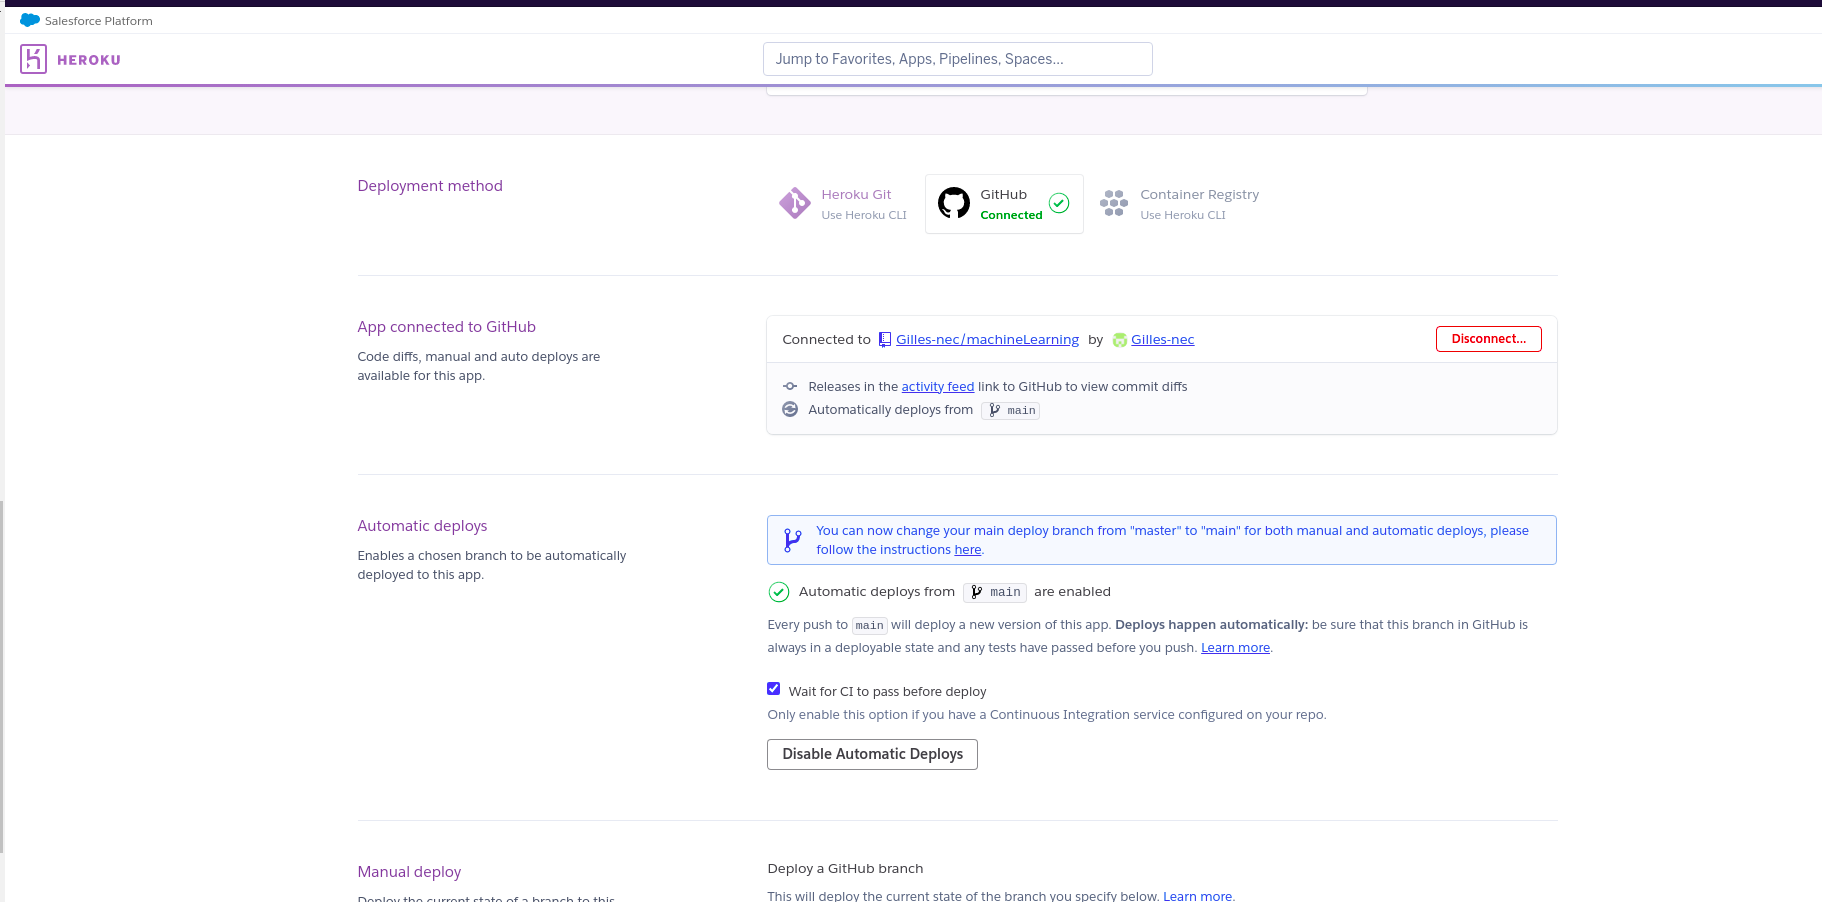 Salesforce Platform
HEROKU
Jump to Favorites, Apps, Pipelines, Spaces...
Deployment method
Heroku Git
Use Heroku CLI
GitHub
Connected
Container Registry
Use Heroku CLI
App connected to GitHub
Code diffs, manual and auto deploys are
available for this app.
Connected to Gilles-nec/machineLearning by Gilles-nec
Disconnect...
Releases in the activity feed link to GitHub to view commit diffs
Automatically deploys from main
Automatic deploys
Enables a chosen branch to be automatically
deployed to this app.
You can now change your main deploy branch from "master" to "main" for both manual and automatic deploys, please
follow the instructions here.
Automatic deploys from main are enabled
Every push to main will deploy a new version of this app. Deploys happen automatically: be sure that this branch in GitHub is
always in a deployable state and any tests have passed before you push. Learn more.
Wait for CI to pass before deploy
Only enable this option if you have a Continuous Integration service configured on your repo.
Disable Automatic Deploys
Manual deploy
Deploy the current state of a branch to this
Deploy a GitHub branch
This will deploy the current state of the branch you specify below. Learn more.